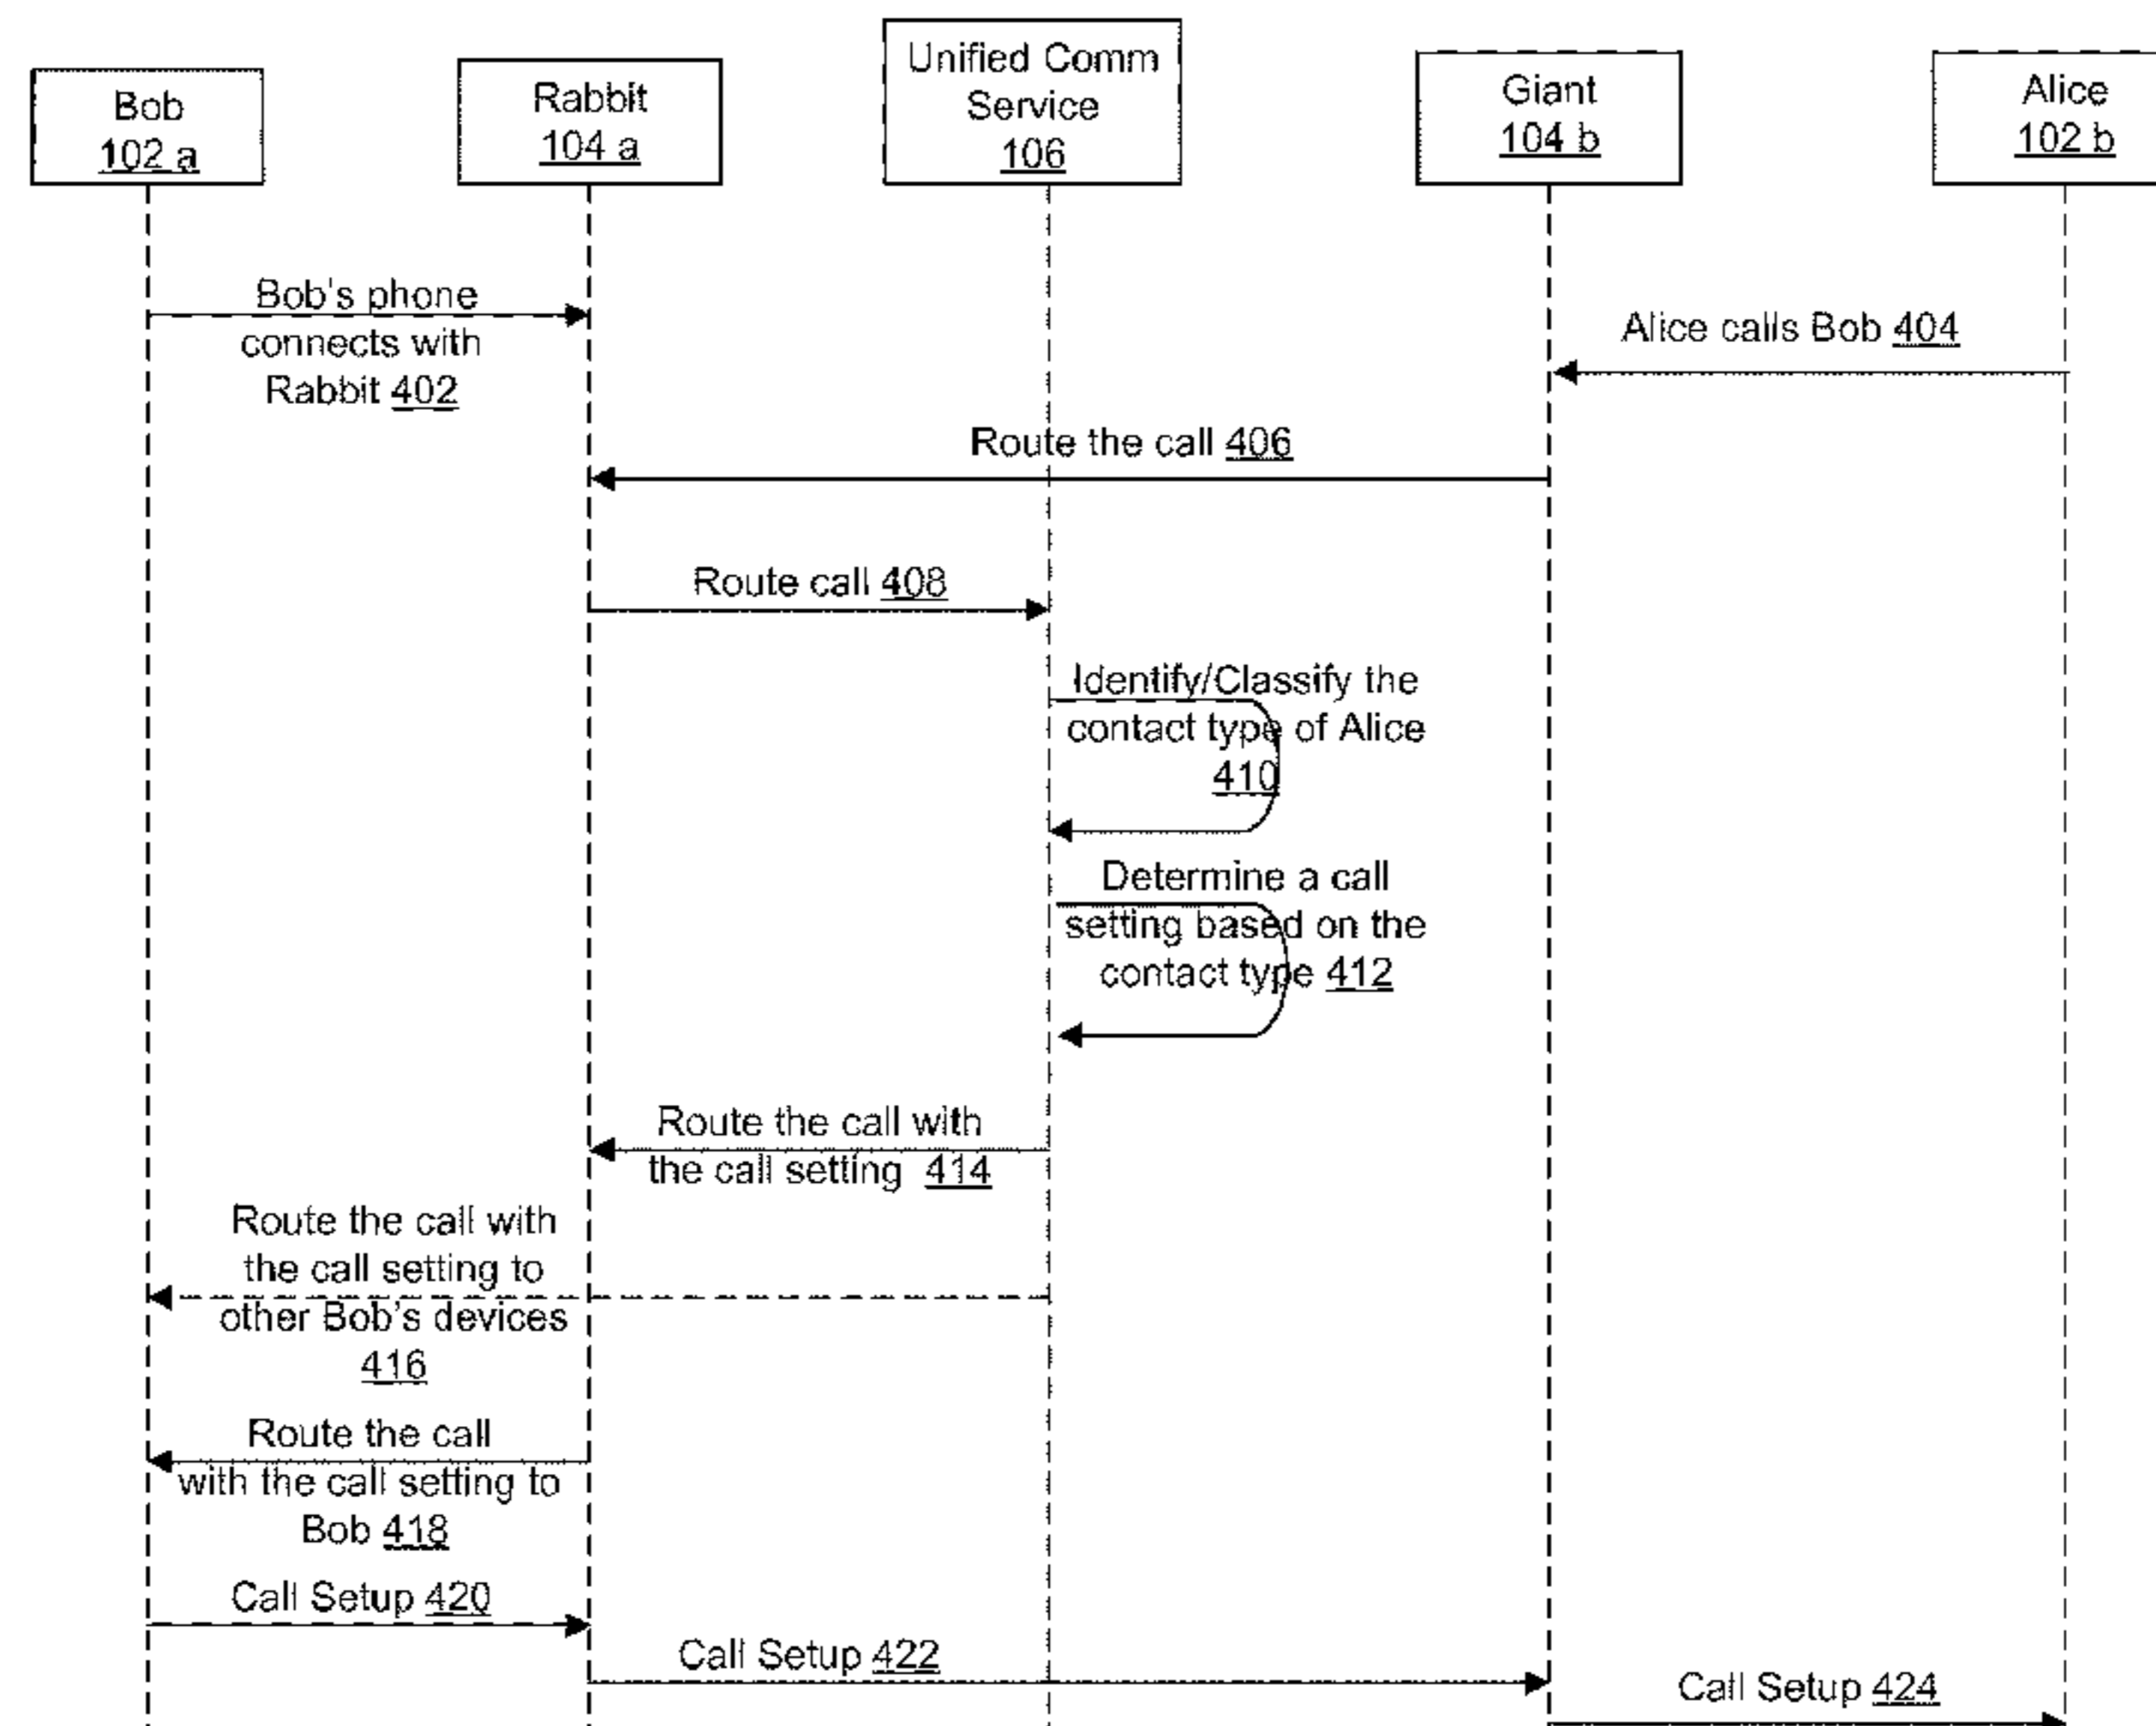 Bob
102 a
Rabbit
104 a
Unified Comm
Service
106
Giant
104 b
Alice
102 b
Bob's phone
connects with
Rabbit 402
Alice calls Bob 404
Route the call 406
Route call 408
Identify/Classify the
contact type of Alice
410
Determine a call
setting based on the
contact type 412
Route the call with
the call setting 414
Route the call with
the call setting to
other Bob's devices
416
Route the call
with the call setting to
Bob 418
Call Setup 420
Call Setup 422
Call Setup 424